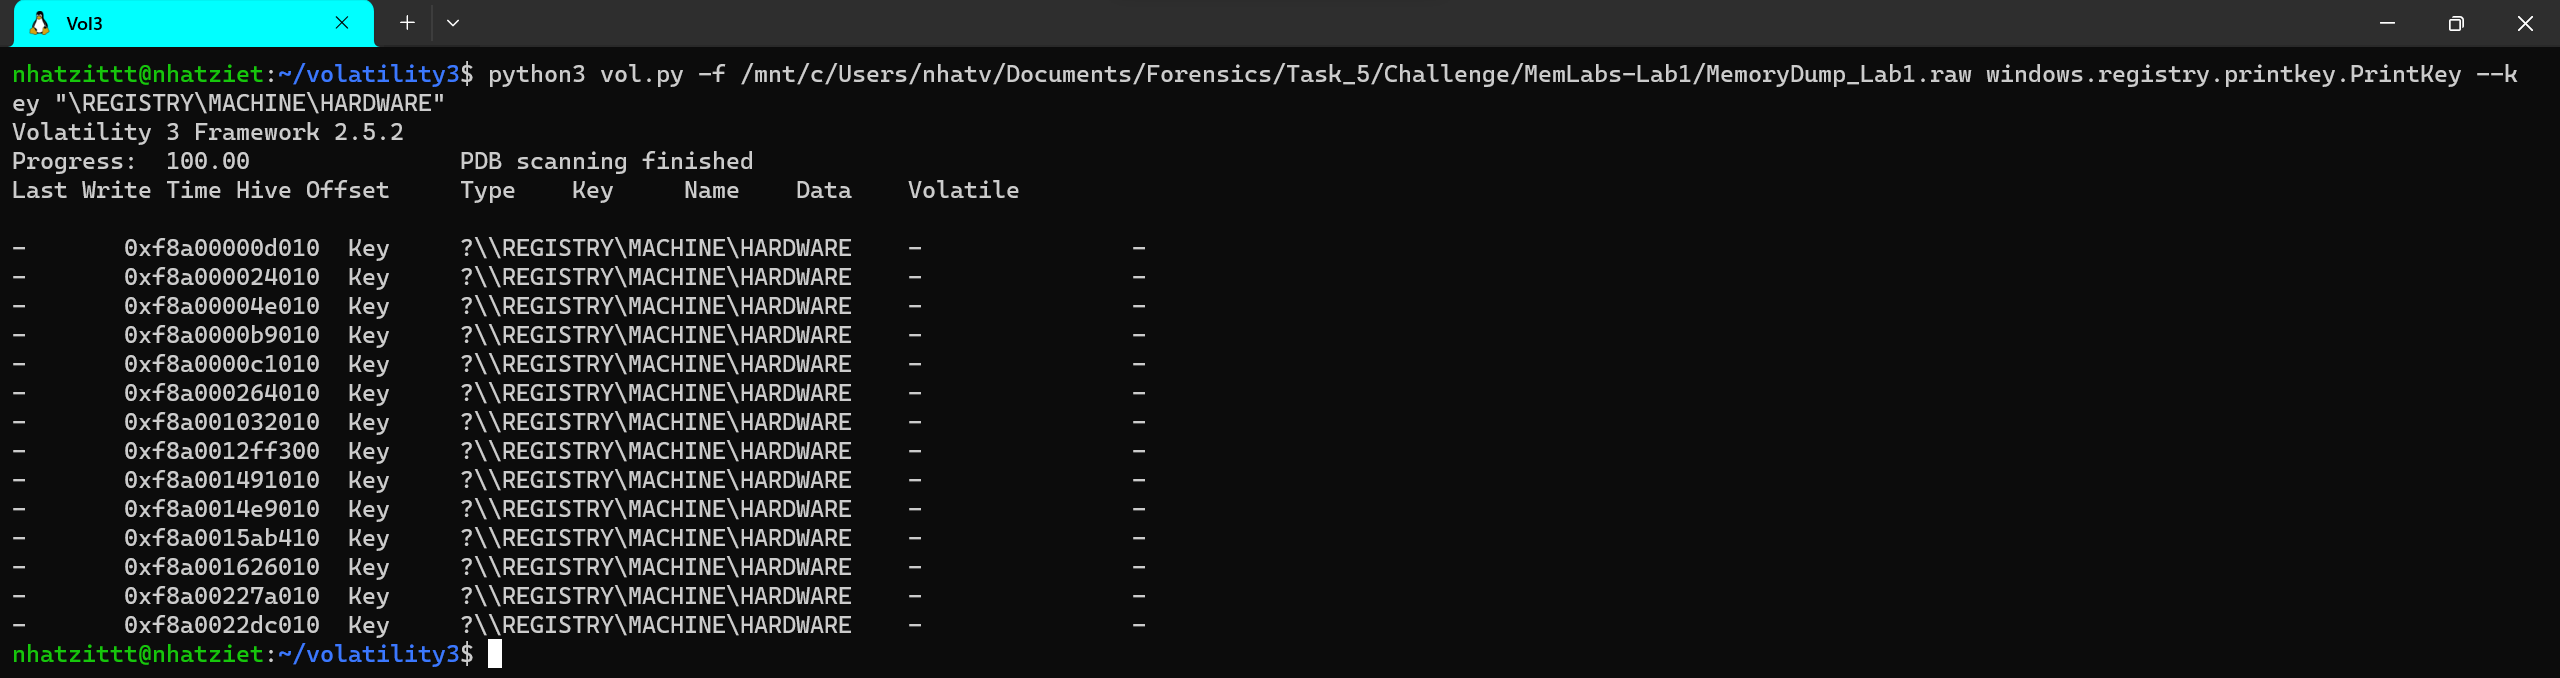 Vol3
nhatzittt@nhatziet:~/volatility3$ python3 vol.py -f /mnt/c/Users/nhatv/Documents/Forensics/Task_5/Challenge/MemLabs-Lab1/MemoryDump_Lab1.raw windows.registry.printkey.PrintKey --k
ey "\REGISTRY\MACHINE\HARDWARE"
Volatility 3 Framework 2.5.2
Progress:  100.00               PDB scanning finished
Last Write Time Hive Offset     Type    Key     Name    Data    Volatile
-       0xf8a00000d010  Key     ?\\REGISTRY\MACHINE\HARDWARE    -               -
-       0xf8a000024010  Key     ?\\REGISTRY\MACHINE\HARDWARE    -               -
-       0xf8a00004e010  Key     ?\\REGISTRY\MACHINE\HARDWARE    -               -
-       0xf8a0000b9010  Key     ?\\REGISTRY\MACHINE\HARDWARE    -               -
-       0xf8a0000c1010  Key     ?\\REGISTRY\MACHINE\HARDWARE    -               -
-       0xf8a000264010  Key     ?\\REGISTRY\MACHINE\HARDWARE    -               -
-       0xf8a001032010  Key     ?\\REGISTRY\MACHINE\HARDWARE    -               -
-       0xf8a0012ff300  Key     ?\\REGISTRY\MACHINE\HARDWARE    -               -
-       0xf8a001491010  Key     ?\\REGISTRY\MACHINE\HARDWARE    -               -
-       0xf8a0014e9010  Key     ?\\REGISTRY\MACHINE\HARDWARE    -               -
-       0xf8a0015ab410  Key     ?\\REGISTRY\MACHINE\HARDWARE    -               -
-       0xf8a001626010  Key     ?\\REGISTRY\MACHINE\HARDWARE    -               -
-       0xf8a00227a010  Key     ?\\REGISTRY\MACHINE\HARDWARE    -               -
-       0xf8a0022dc010  Key     ?\\REGISTRY\MACHINE\HARDWARE    -               -
nhatzittt@nhatziet:~/volatility3$